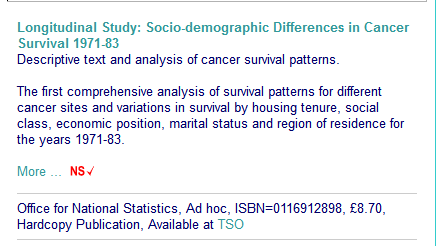 Longitudinal Study: Socio-demographic Differences in Cancer
Survival 1971-83
Descriptive text and analysis of cancer survival patterns.
The first comprehensive analysis of survival patterns for different
cancer sites and variations in survival by housing tenure, social
class, economic position, marital status and region of residence for
the years 1971-83.
More ... NS✓
Office for National Statistics, Ad hoc, ISBN=0116912898, £8.70,
Hardcopy Publication, Available at TSO